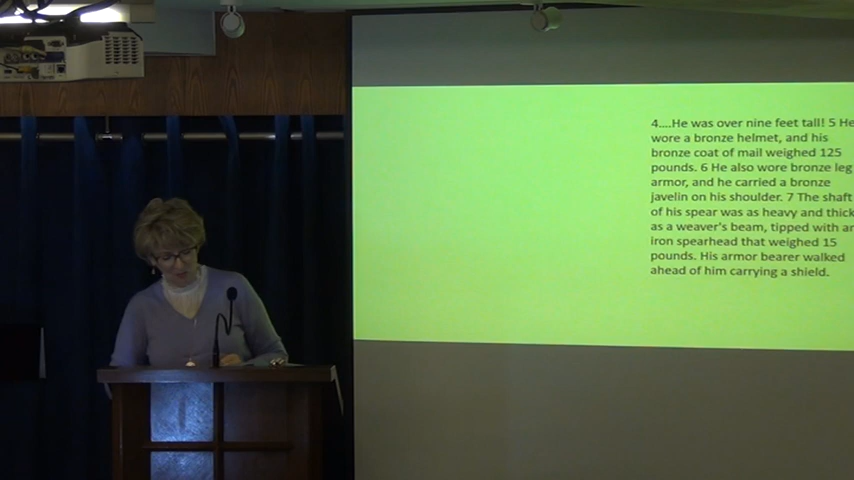 4....He was over nine feet tall! 5 He
wore a bronze helmet, and his
bronze coat of mail weighed 125
pounds. 6 He also wore bronze leg
armor, and he carried a bronze
javelin on his shoulder. 7 The shaft
of his spear was as heavy and thick
as a weaver's beam, tipped with an
iron spearhead that weighed 15
pounds. His armor bearer walked
ahead of him carrying a shield.